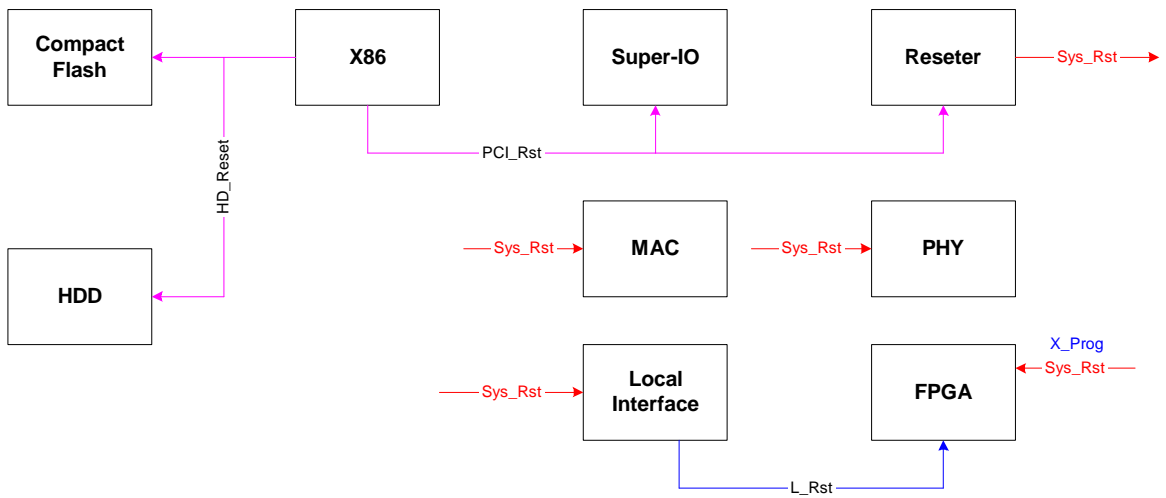 Compact
Flash
X86
Super-IO
Reseter
Sys_Rst
PCI_Rst
HD_Reset
Sys_Rst
MAC
Sys_Rst
PHY
HDD
X_Prog
Sys_Rst
Sys_Rst
Local
Interface
FPGA
L_Rst